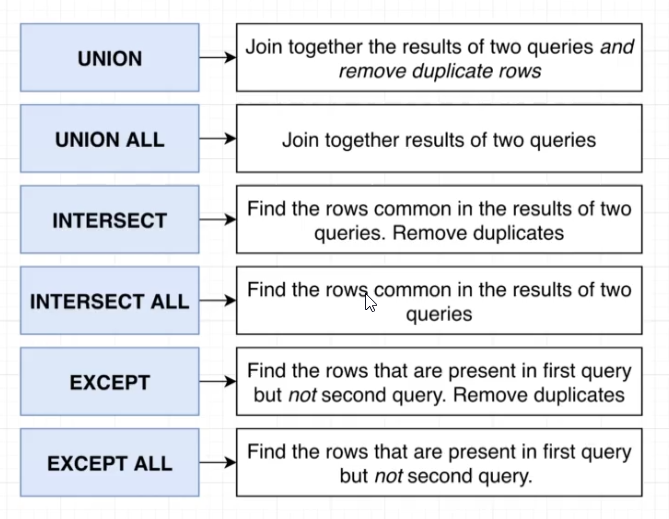 UNION
Join together the results of two queries and
remove duplicate rows
UNION ALL
Join together results of two queries
INTERSECT
Find the rows common in the results of two
queries. Remove duplicates
INTERSECT ALL
Find the rows common in the results of two
queries
EXCEPT
Find the rows that are present in first query
but not second query. Remove duplicates
EXCEPT ALL
Find the rows that are present in first query
but not second query.